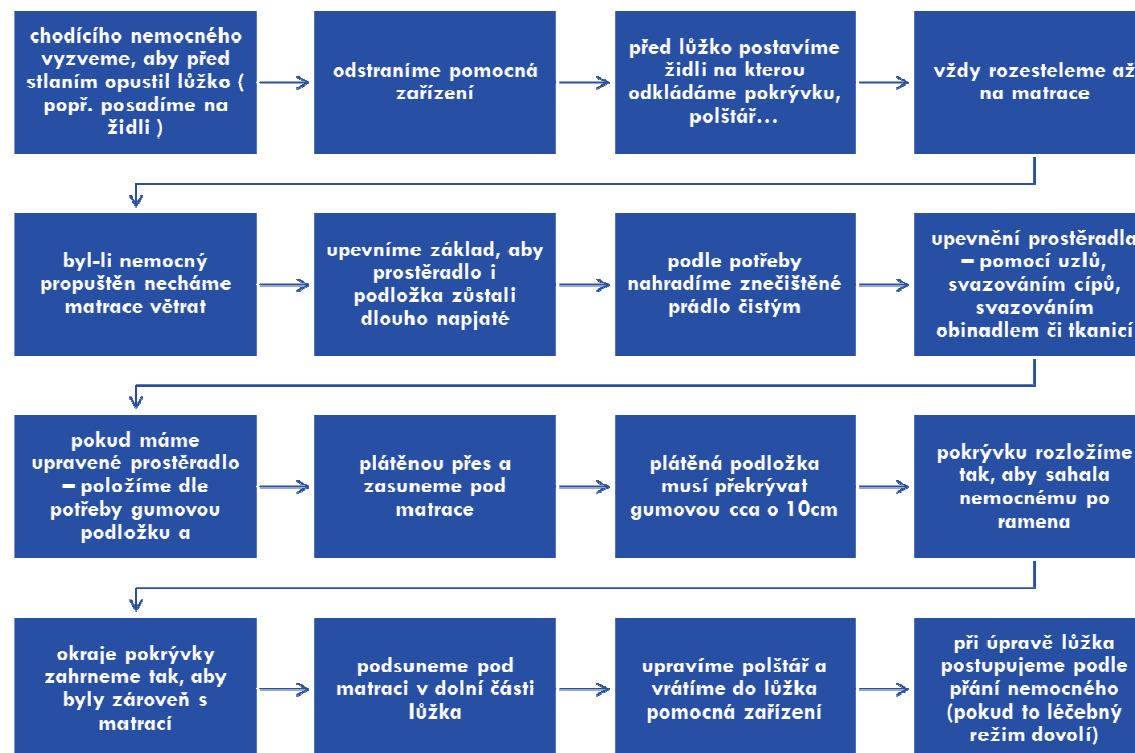 chodícího nemocného
vyzveme, aby před
stlaním opustil lůžko (
popř. posadíme na
židli )
odstraníme pomocná
zařízení
před lůžko postavíme
židli na kterou
odkládáme pokrývku,
polštář...
vždy rozesteleme až
na matrace
byl-li nemocný
propuštěn necháme
matrace větrat
upevníme základ, aby
prostěradlo i
podložka zůstali
dlouho napjaté
podle potřeby
nahradíme znečištěné
prádlo čistým
upevnění prostěradla
– pomocí uzlů,
svazováním cípů,
svazováním
obinadlem či tkanicí
pokud máme
upravené prostěradlo
– položíme dle
potřeby gumovou
podložku a
plátěnou přes a
zasuneme pod
matrace
plátěná podložka
musí překrývat
gumovou cca o 10cm
pokrývku rozložíme
tak, aby sahala
nemocnému po
ramena
okraje pokrývky
zahrneme tak, aby
byly zároveň s
matrací
podsuneme pod
matraci v dolní části
lůžka
upravíme polštář a
vrátíme do lůžka
pomocná zařízení
při úpravě lůžka
postupujeme podle
přání nemocného
(pokud to léčebný
režim dovolí)